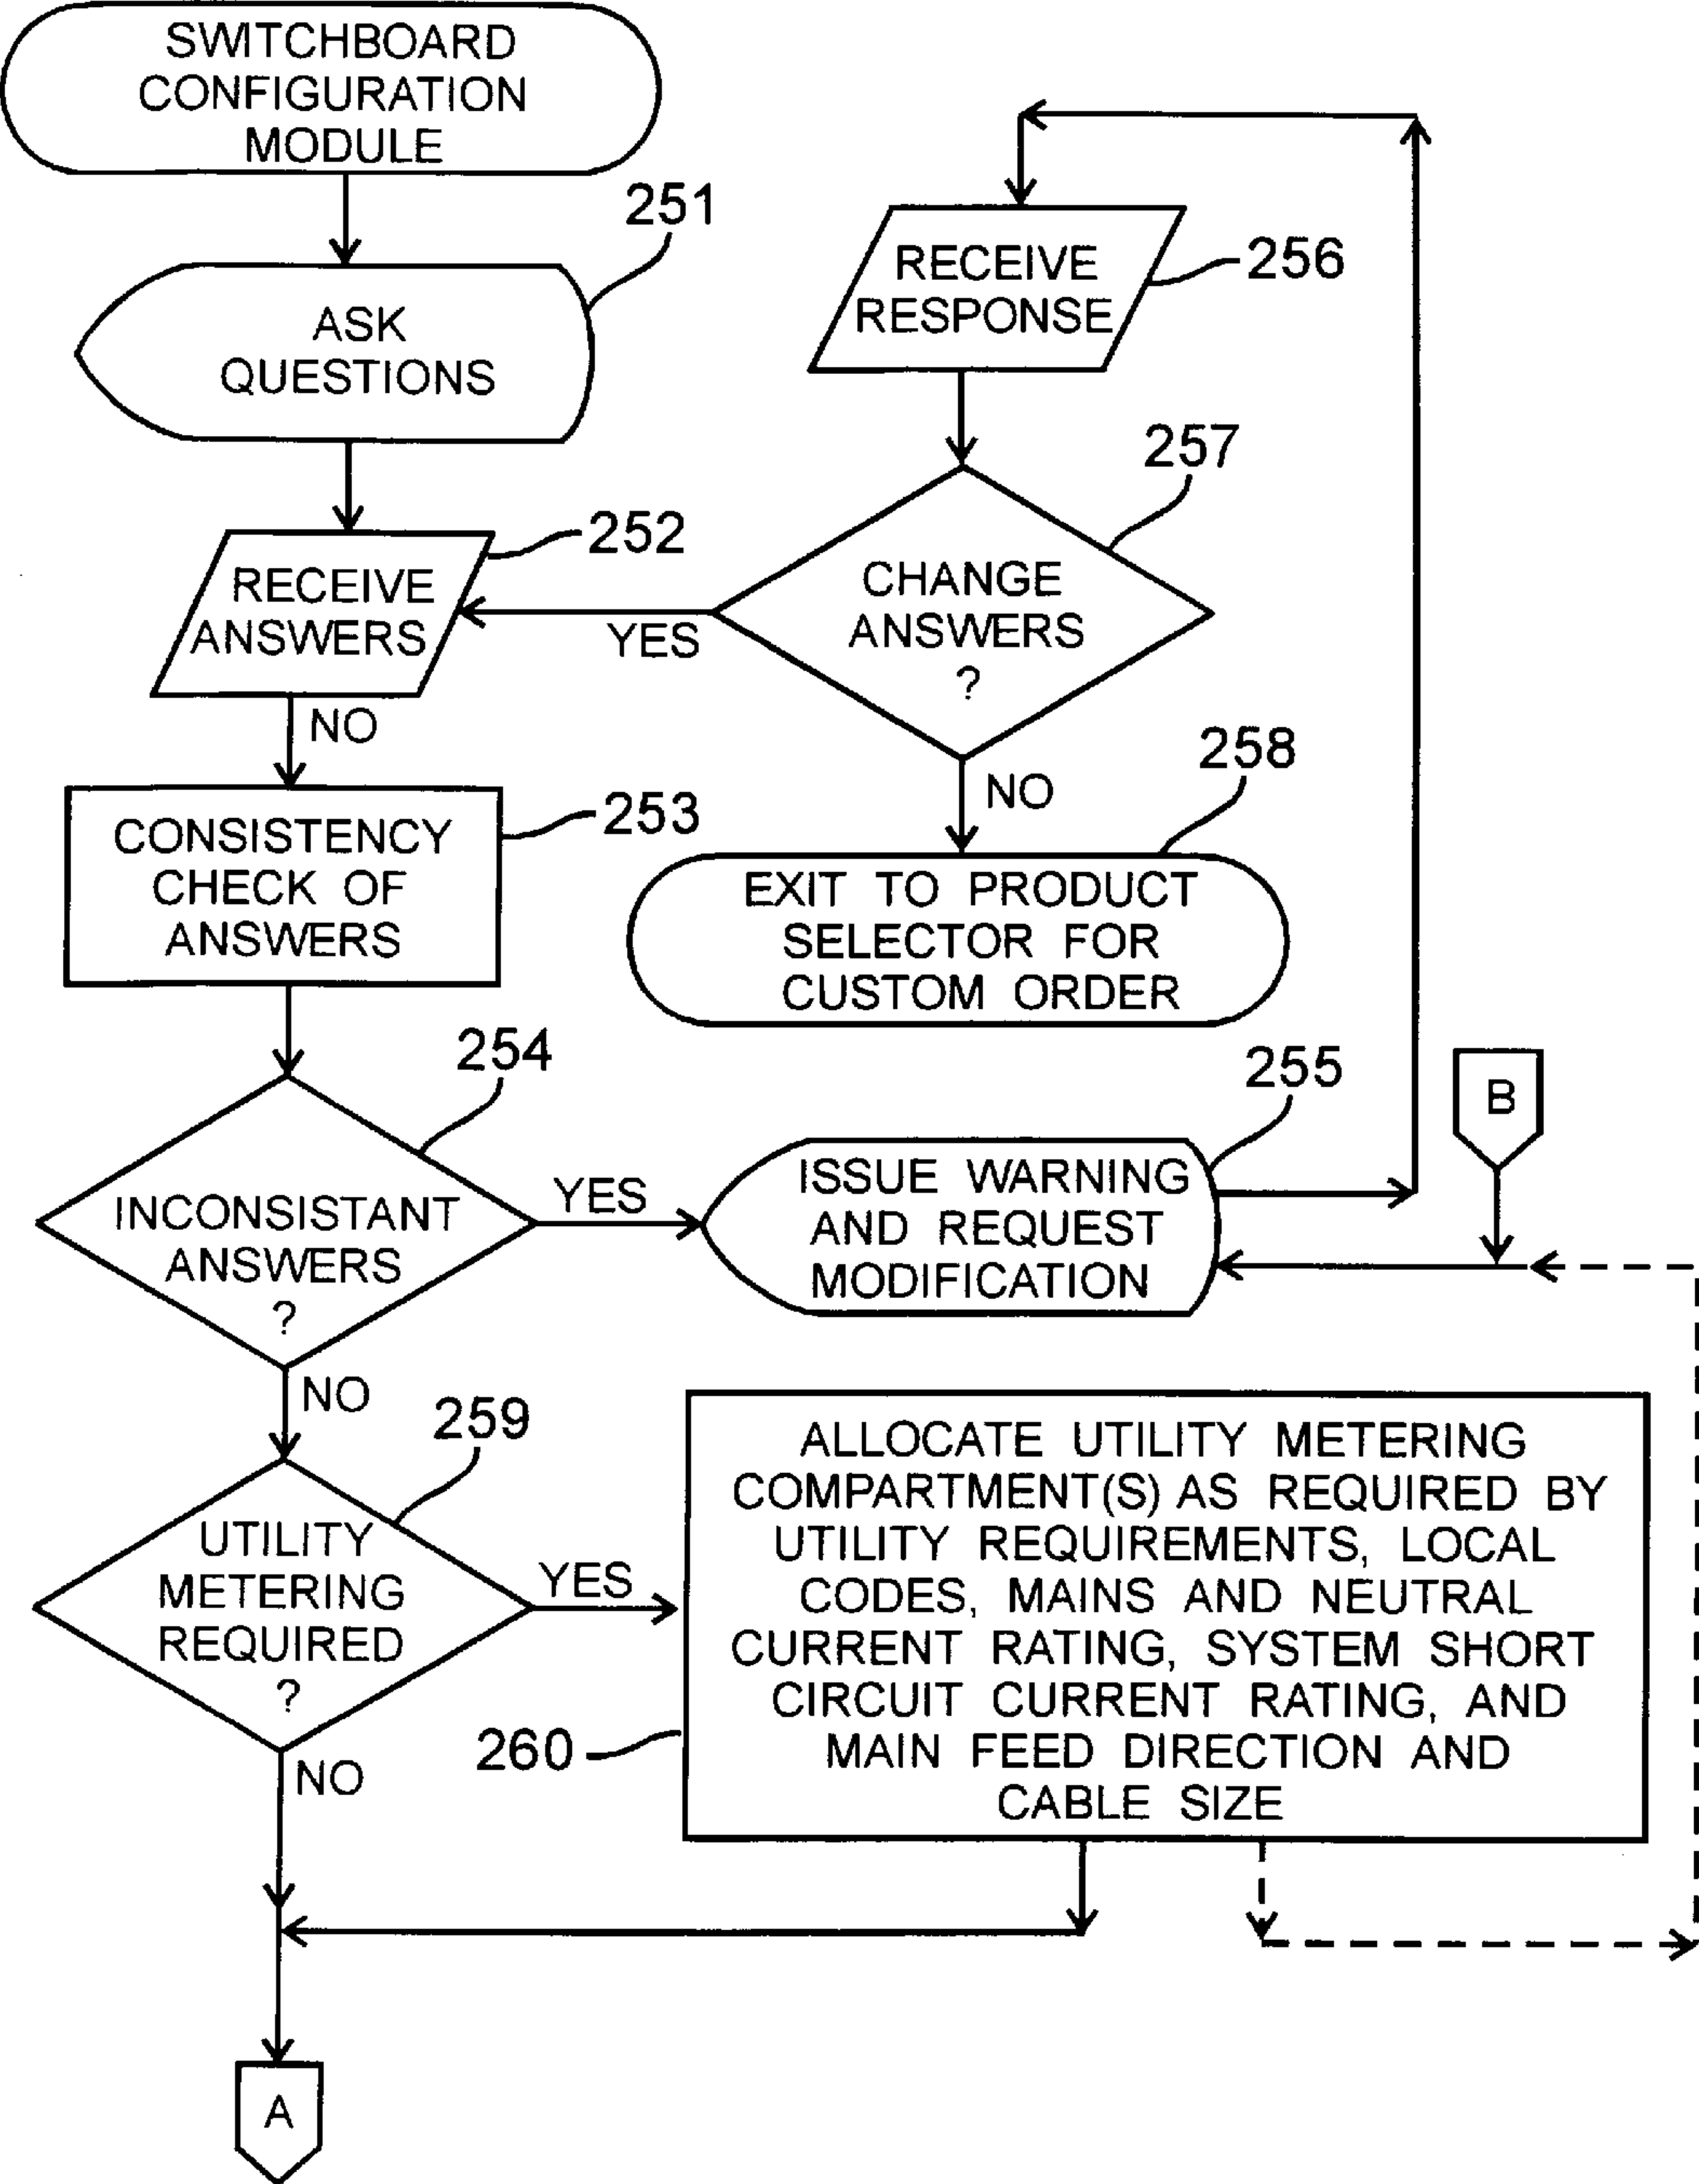 SWITCHBOARD
CONFIGURATION
MODULE
251
ASK
QUESTIONS
252
RECEIVE
ANSWERS
NO
253
CONSISTENCY
CHECK OF
ANSWERS
254
INCONSISTANT
ANSWERS
?
YES
NO
255
ISSUE WARNING
AND REQUEST
MODIFICATION
B
256
RECEIVE
RESPONSE
257
CHANGE
ANSWERS
?
YES
NO
258
EXIT TO PRODUCT
SELECTOR FOR
CUSTOM ORDER
259
UTILITY
METERING
REQUIRED
?
YES
NO
260
ALLOCATE UTILITY METERING
COMPARTMENT(S) AS REQUIRED BY
UTILITY REQUIREMENTS, LOCAL
CODES, MAINS AND NEUTRAL
CURRENT RATING, SYSTEM SHORT
CIRCUIT CURRENT RATING, AND
MAIN FEED DIRECTION AND
CABLE SIZE
A